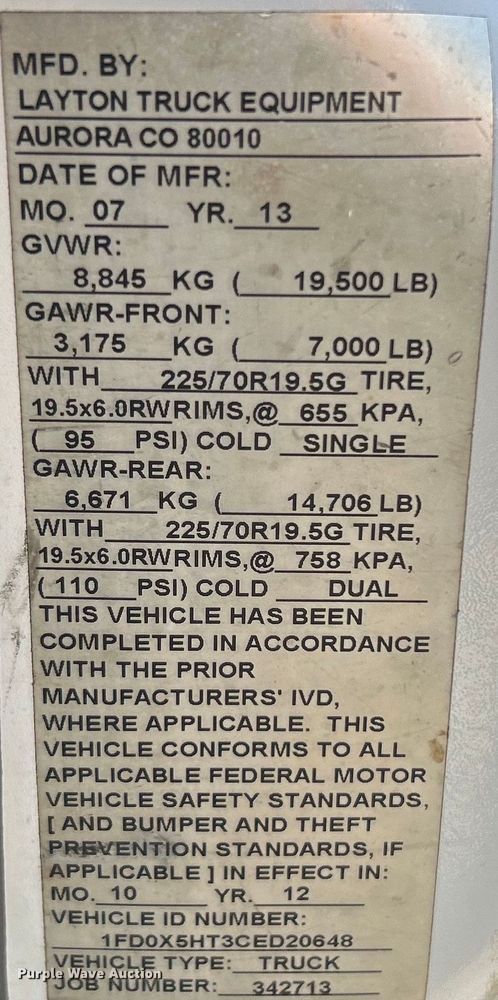 MFD. BY:
LAYTON TRUCK EQUIPMENT
AURORA CO 80010
DATE OF MFR:
MO. 07 YR. 13
GVWR:
8,845 KG ( 19,500 LB)
GAWR-FRONT:
3,175 KG ( 7,000 LB)
WITH 225/70R19.5G TIRE,
19.5x6.0RW RIMS,@ 655 KPA,
( 95 PSI) COLD SINGLE
GAWR-REAR:
6,671 KG ( 14,706 LB)
WITH 225/70R19.5G TIRE,
19.5x6.0RW RIMS,@ 758 KPA,
( 110 PSI) COLD DUAL
THIS VEHICLE HAS BEEN
COMPLETED IN ACCORDANCE
WITH THE PRIOR
MANUFACTURERS' IVD,
WHERE APPLICABLE. THIS
VEHICLE CONFORMS TO ALL
APPLICABLE FEDERAL MOTOR
VEHICLE SAFETY STANDARDS,
[ AND BUMPER AND THEFT
PREVENTION STANDARDS, IF
APPLICABLE ] IN EFFECT IN:
MO. 10 YR. 12
VEHICLE ID NUMBER:
1FD0X5HT3CED20648
VEHICLE TYPE: TRUCK
JOB NUMBER: 342713
Purple Wave Auction